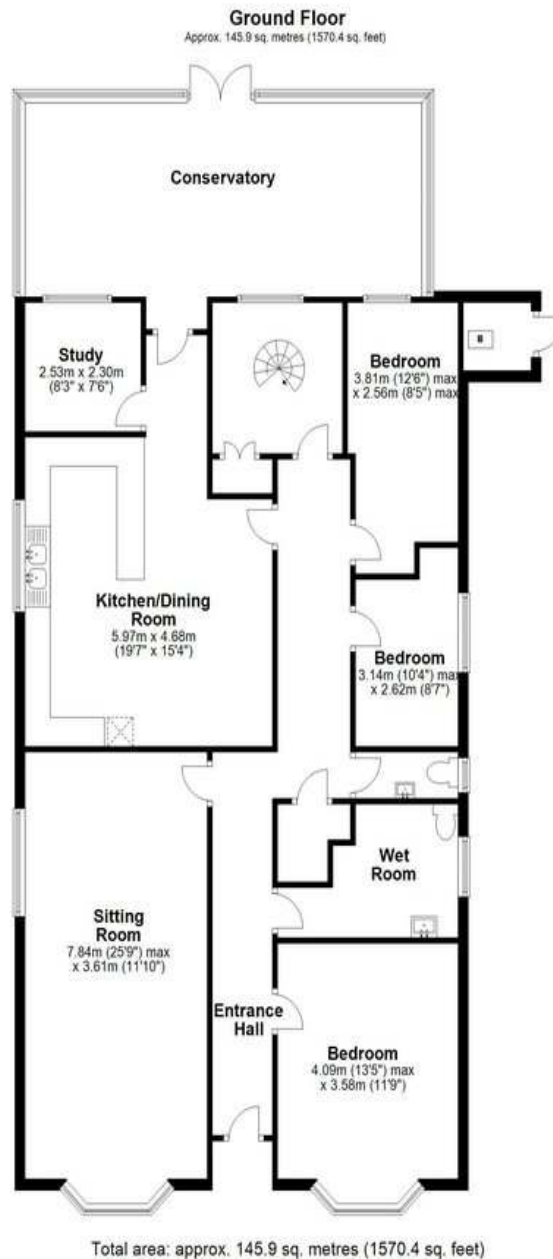 Ground Floor
Approx. 145.9 sq. metres (1570.4 sq. feet)
Conservatory
Study
2.53m x 2.30m
(8'3" x 7'6")
Bedroom
3.81m (12'6") max
x 2.56m (8'5") max
B
Kitchen/Dining
Room
5.97m x 4.68m
(19'7" x 15'4")
Bedroom
3.14m (10'4") max
x 2.62m (8'7")
Wet
Room
Sitting
Room
7.84m (25'9") max
x 3.61m (11'10")
Entrance
Hall
Bedroom
4.09m (13'5") max
x 3.58m (11'9")
Total area: approx. 145.9 sq. metres (1570.4 sq. feet)